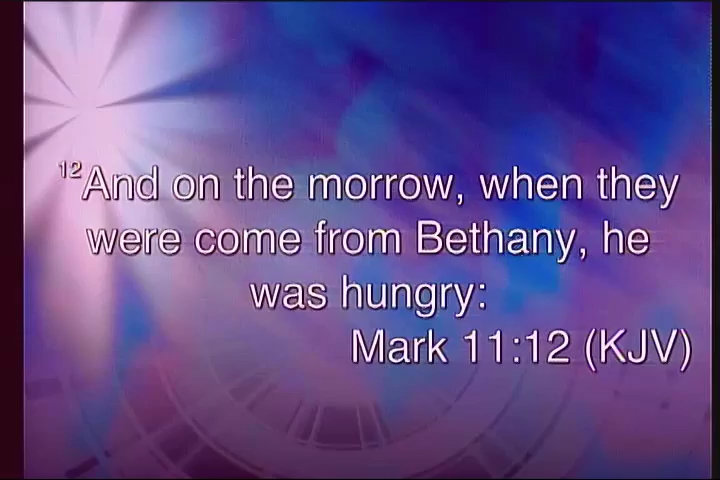 12And on the morrow, when they
were come from Bethany, he
was hungry:
Mark 11:12 (KJV)